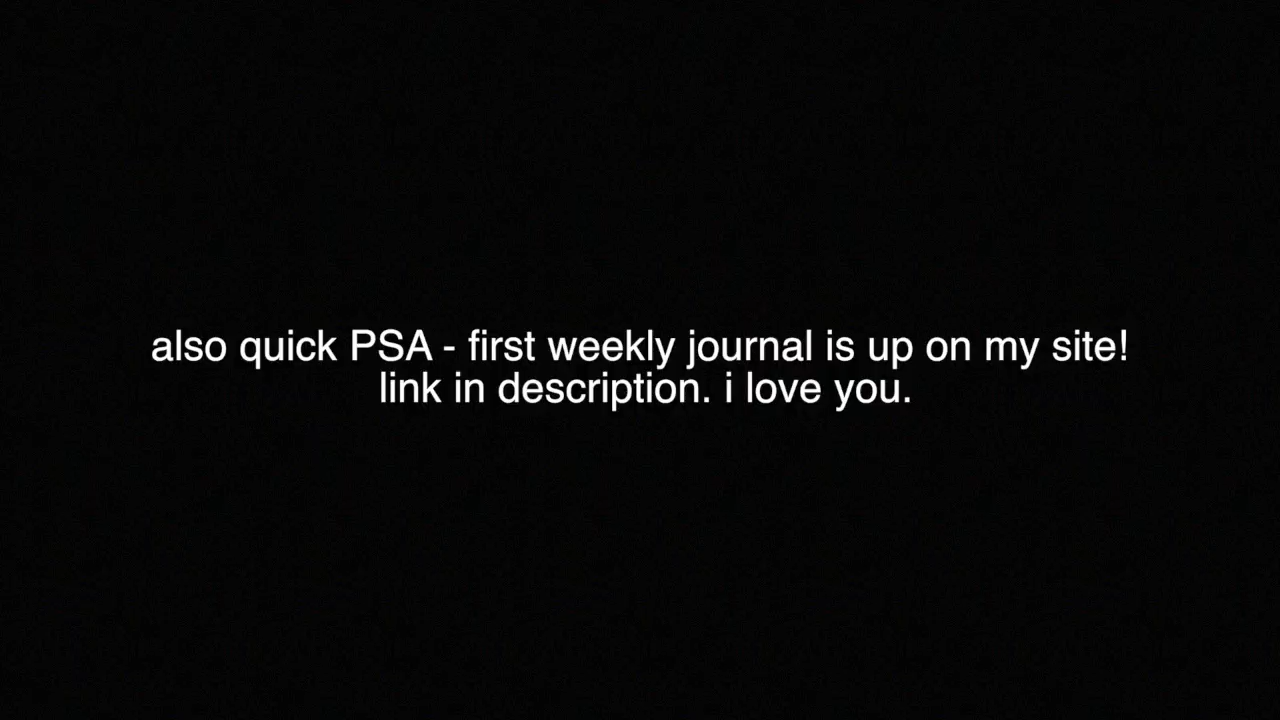 also quick PSA - first weekly journal is up on my site!
link in description. i love you.